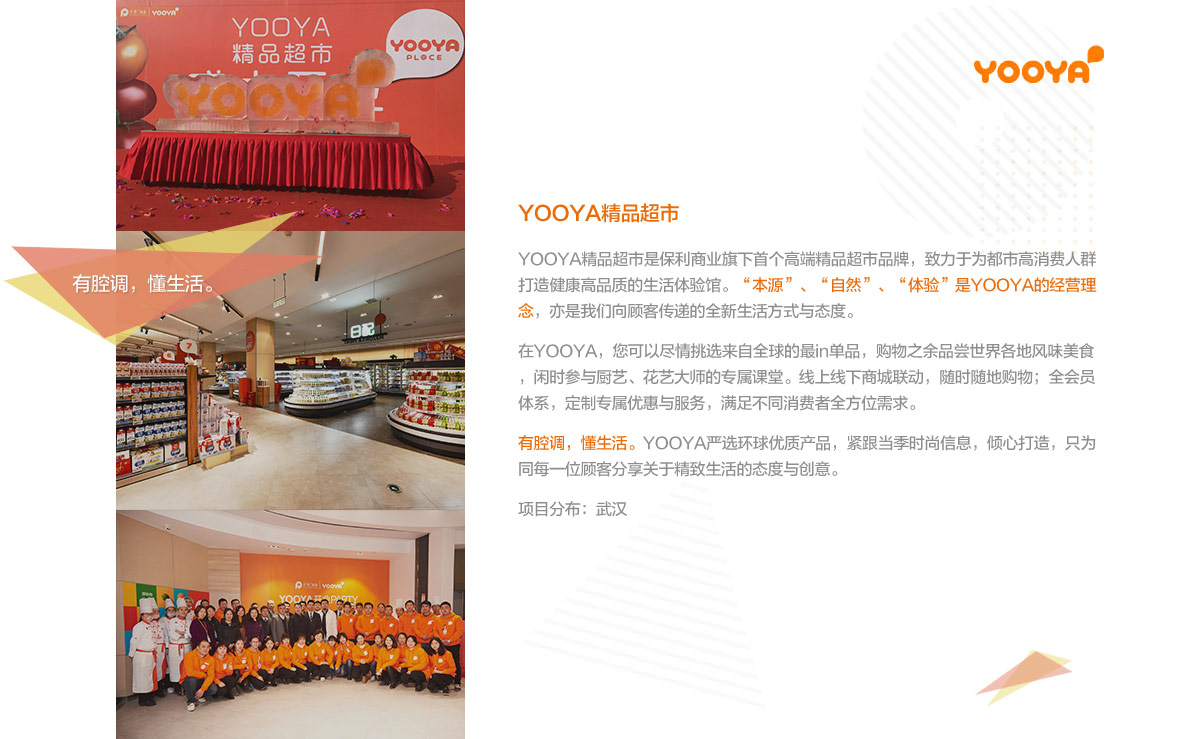 YOOYA
YOOYA
精品超市
YOOYA
PLACE
YOOYA
有腔调，懂生活。
日配
6
7
YOOYA
YOOYA
YOOYA精品超市
YOOYA精品超市是保利商业旗下首个高端精品超市品牌，致力于为都市高消费人群
打造健康高品质的生活体验馆。“本源”、“自然”、“体验”是YOOYA的经营理
念，亦是我们向顾客传递的全新生活方式与态度。
在YOOYA，您可以尽情挑选来自全球的最in单品，购物之余品尝世界各地风味美食
，闲时参与厨艺、花艺大师的专属课堂。线上线下商城联动，随时随地购物；全会员
体系，定制专属优惠与服务，满足不同消费者全方位需求。
有腔调，懂生活。YOOYA严选环球优质产品，紧跟当季时尚信息，倾心打造，只为
同每一位顾客分享关于精致生活的态度与创意。
项目分布：武汉